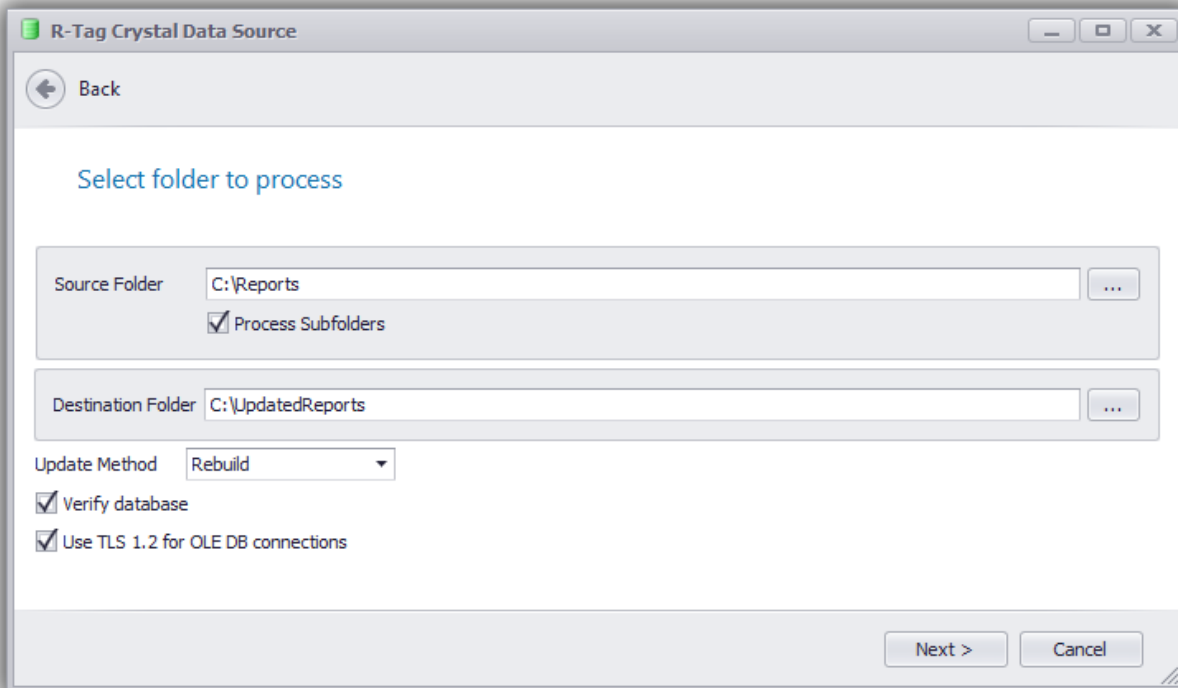 R-Tag Crystal Data Source
Back
Select folder to process
Source Folder C:\Reports ...
Process Subfolders
Destination Folder C:\UpdatedReports ...
Update Method Rebuild
Verify database
Use TLS 1.2 for OLE DB connections
Next > Cancel